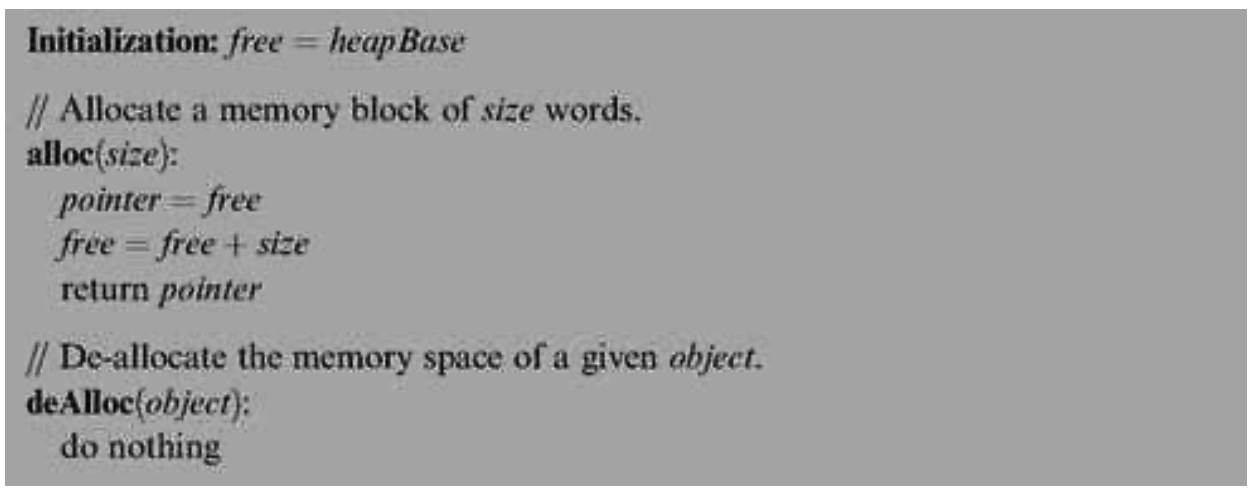 Initialization: free = heapBase
// Allocate a memory block of size words.
alloc(size):
pointer = free
free = free + size
return pointer
// De-allocate the memory space of a given object.
deAlloc(object):
do nothing